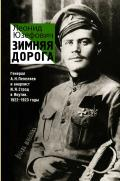 Леонид Юзефович
ЗИМНЯЯ
ДОРОГА
Генерал
А. Н. Пепеляев
и анархист
И. Я. Строд
в Якутии.
1922–1923 годы